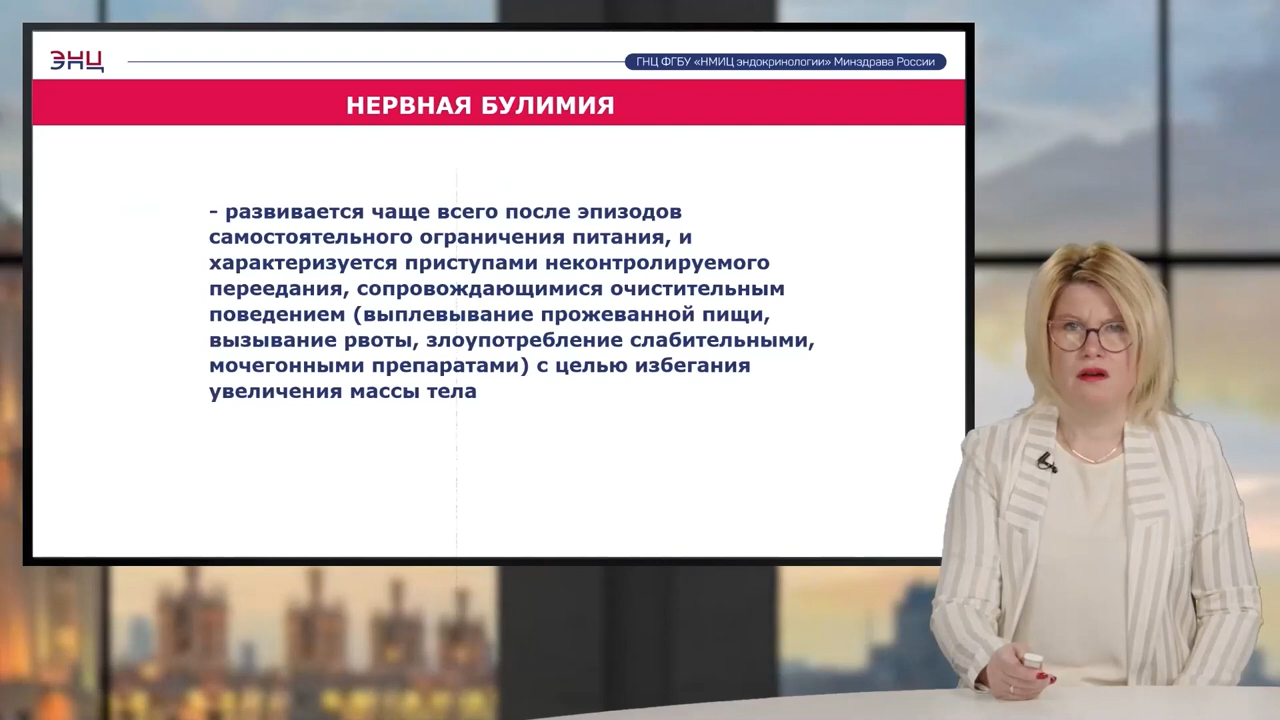 ЭНЦ
ГНЦ ФГБУ «НМИЦ эндокринологии» Минздрава России
НЕРВНАЯ БУЛИМИЯ
- развивается чаще всего после эпизодов
самостоятельного ограничения питания, и
характеризуется приступами неконтролируемого
переедания, сопровождающимися очистительным
поведением (выплевывание прожеванной пищи,
вызывание рвоты, злоупотребление слабительными,
мочегонными препаратами) с целью избегания
увеличения массы тела